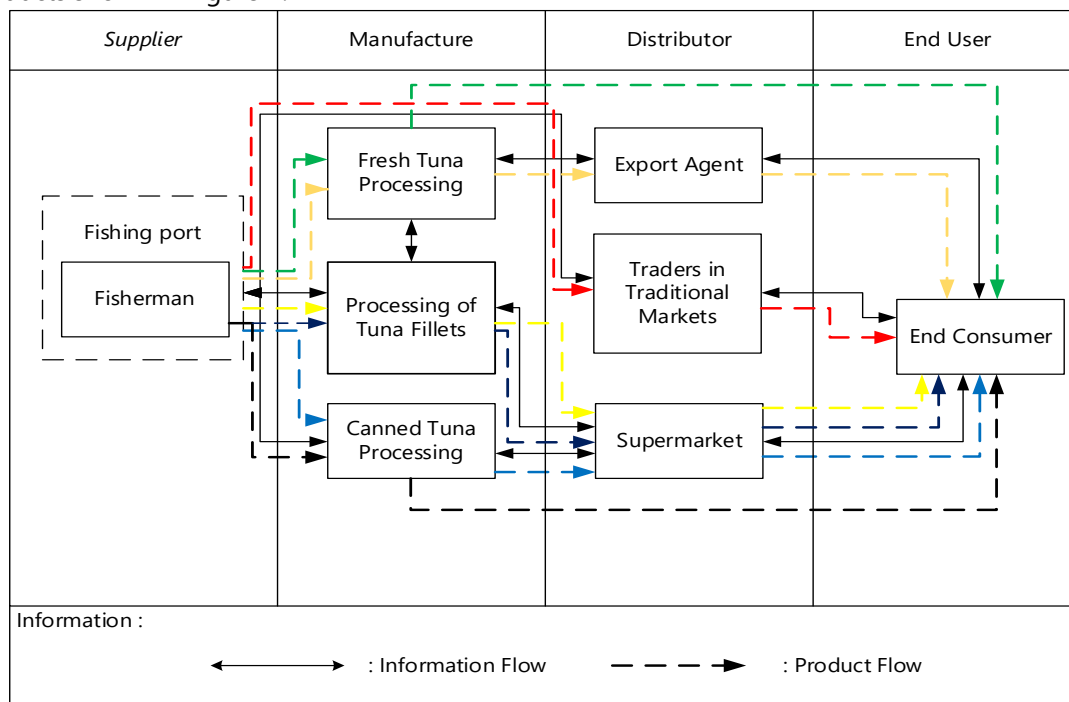 Supplier
Manufacture
Distributor
End User
Fishing port
Fisherman
Fresh Tuna
Processing
Processing of
Tuna Fillets
Canned Tuna
Processing
Export Agent
Traders in
Traditional
Markets
Supermarket
End Consumer
Information :
: Information Flow
: Product Flow